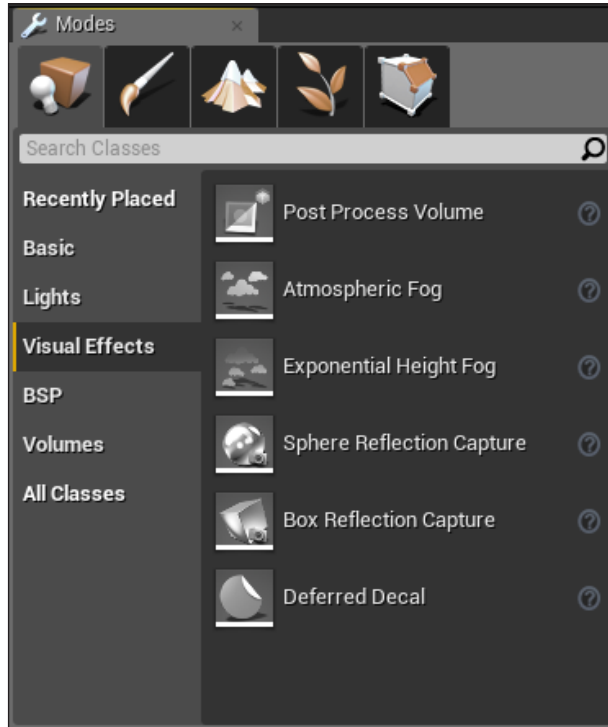 Modes
Search Classes
Recently Placed
Basic
Lights
Visual Effects
BSP
Volumes
All Classes
Post Process Volume
Atmospheric Fog
Exponential Height Fog
Sphere Reflection Capture
Box Reflection Capture
Deferred Decal